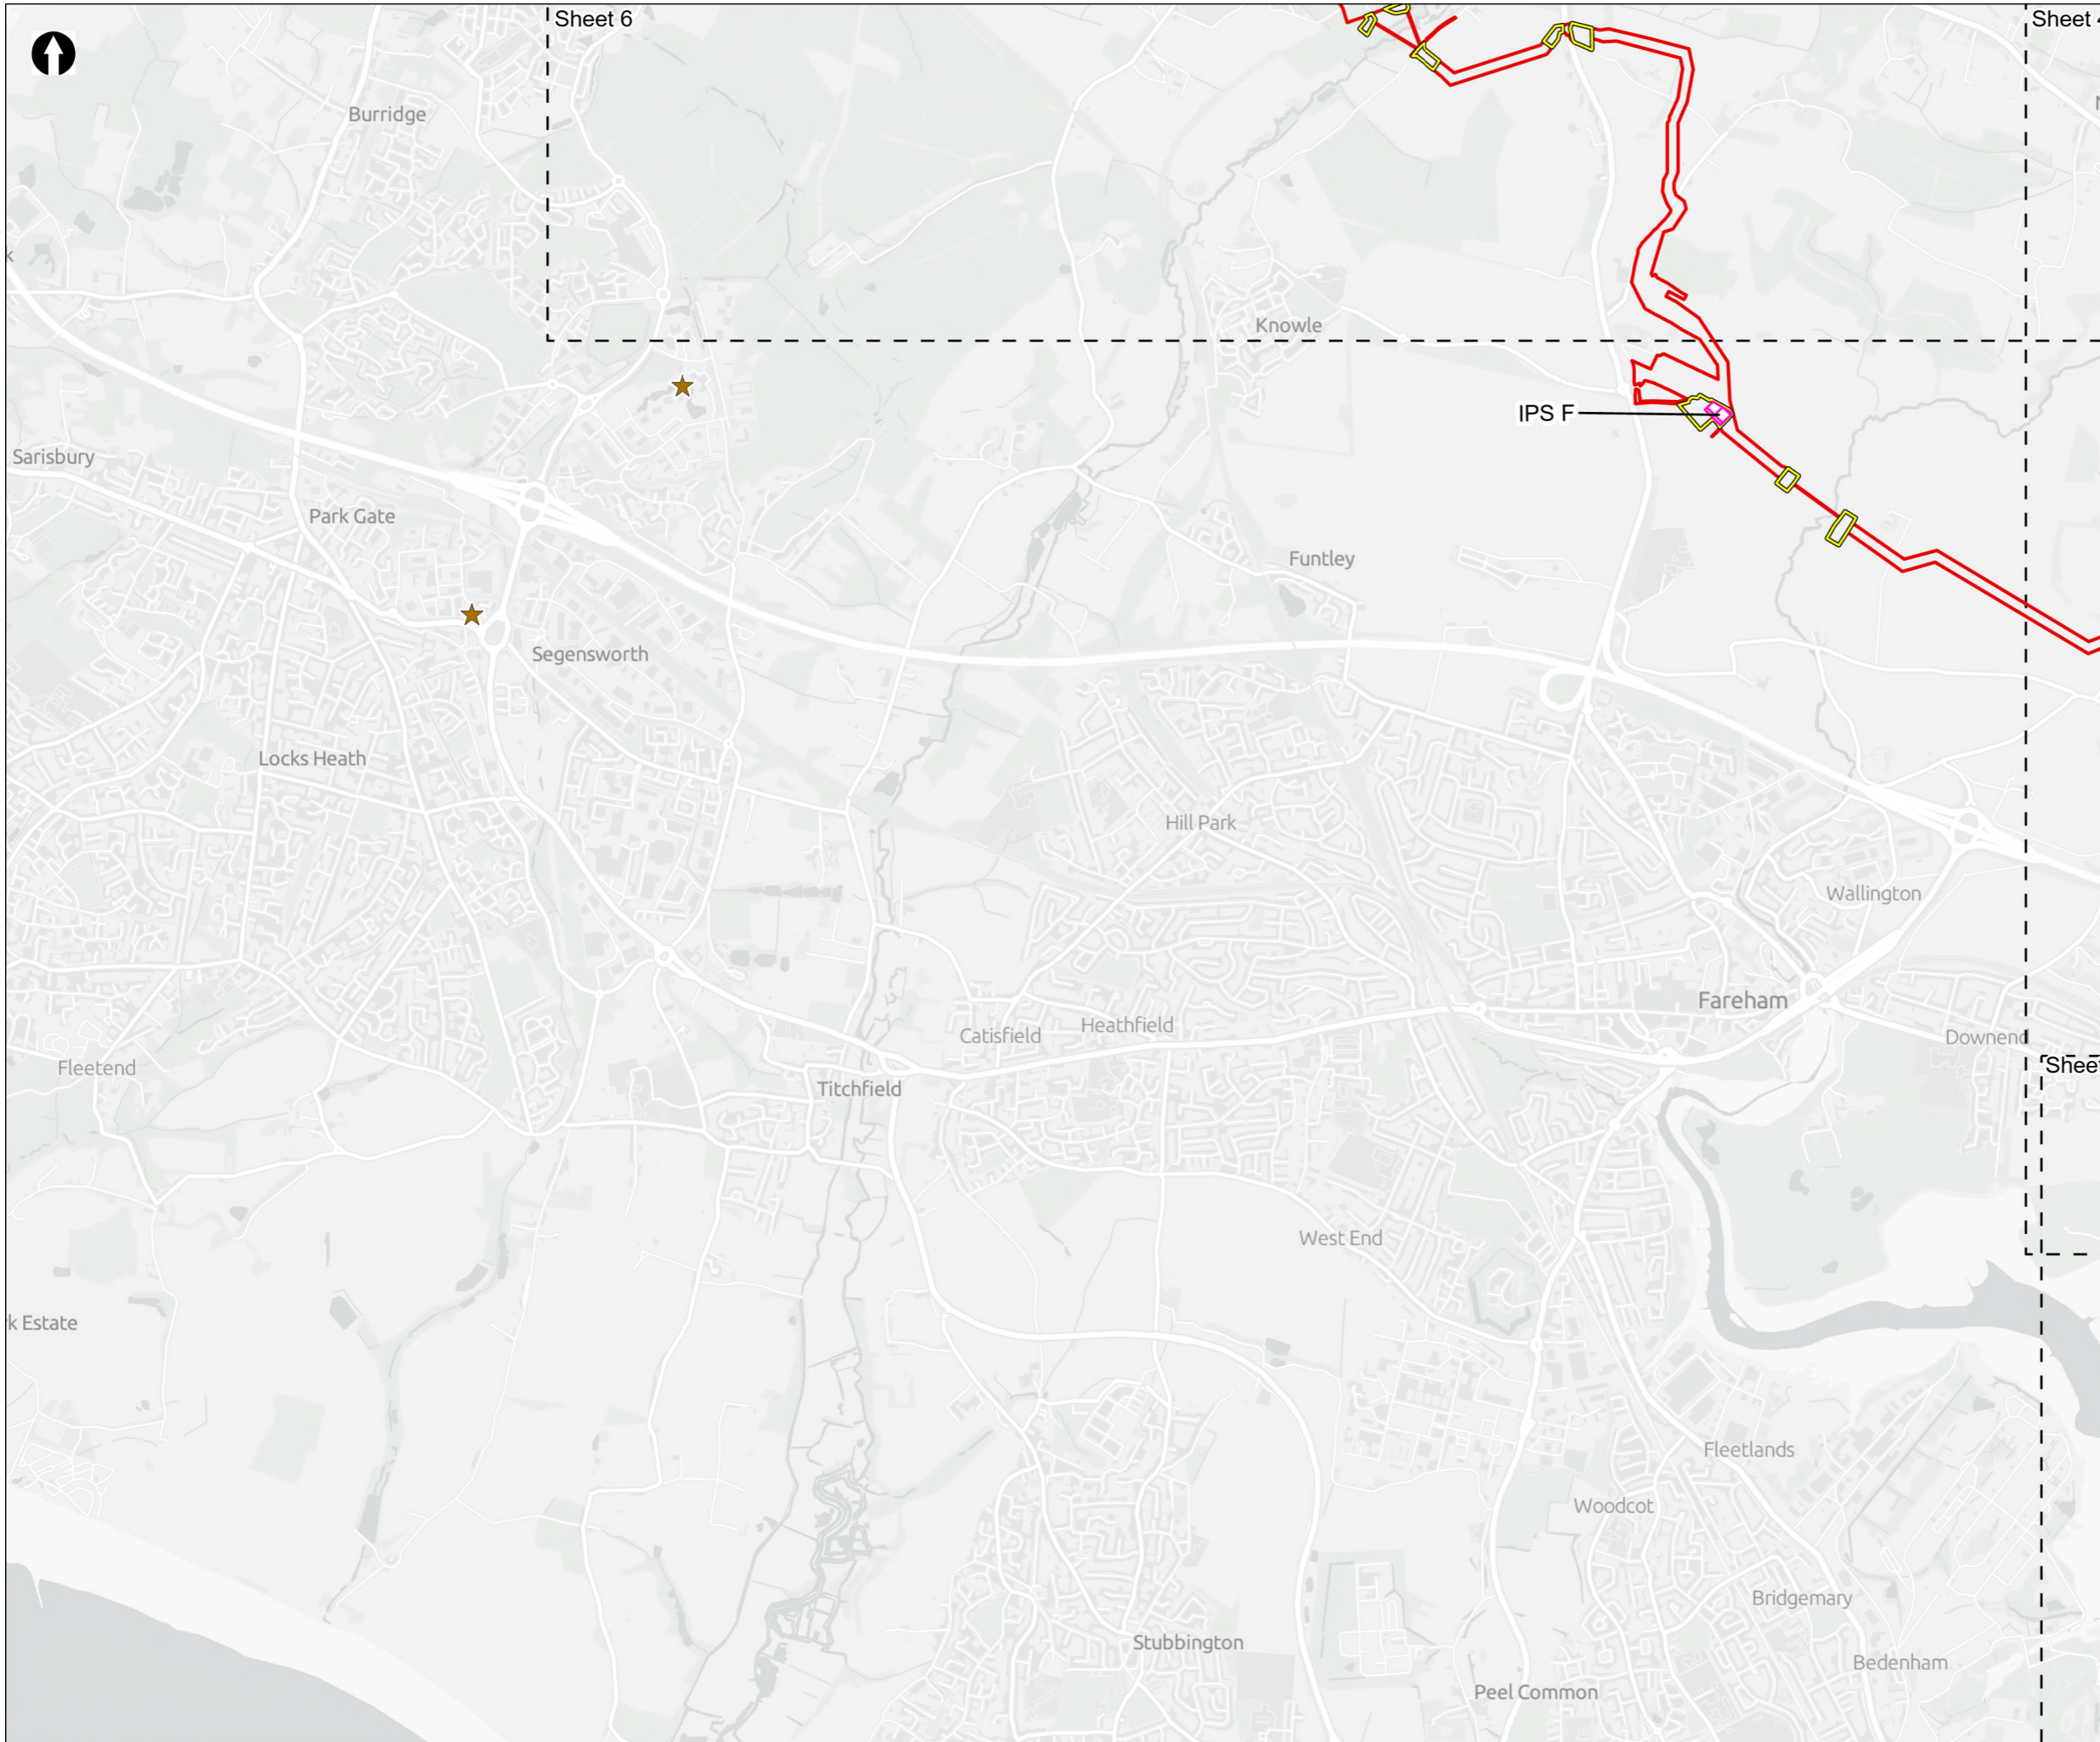 Sheet 6
Sheet
Burridge
Knowle
IPS F
Sarisbury
Park Gate
Funtley
Segensworth
Locks Heath
Hill Park
Wallington
Fareham
Catisfield
Heathfield
Downend
Fleetend
Titchfield
Sheet
West End
k Estate
Fleetlands
Woodcot
Bridgemary
Stubbington
Bedenham
Peel Common